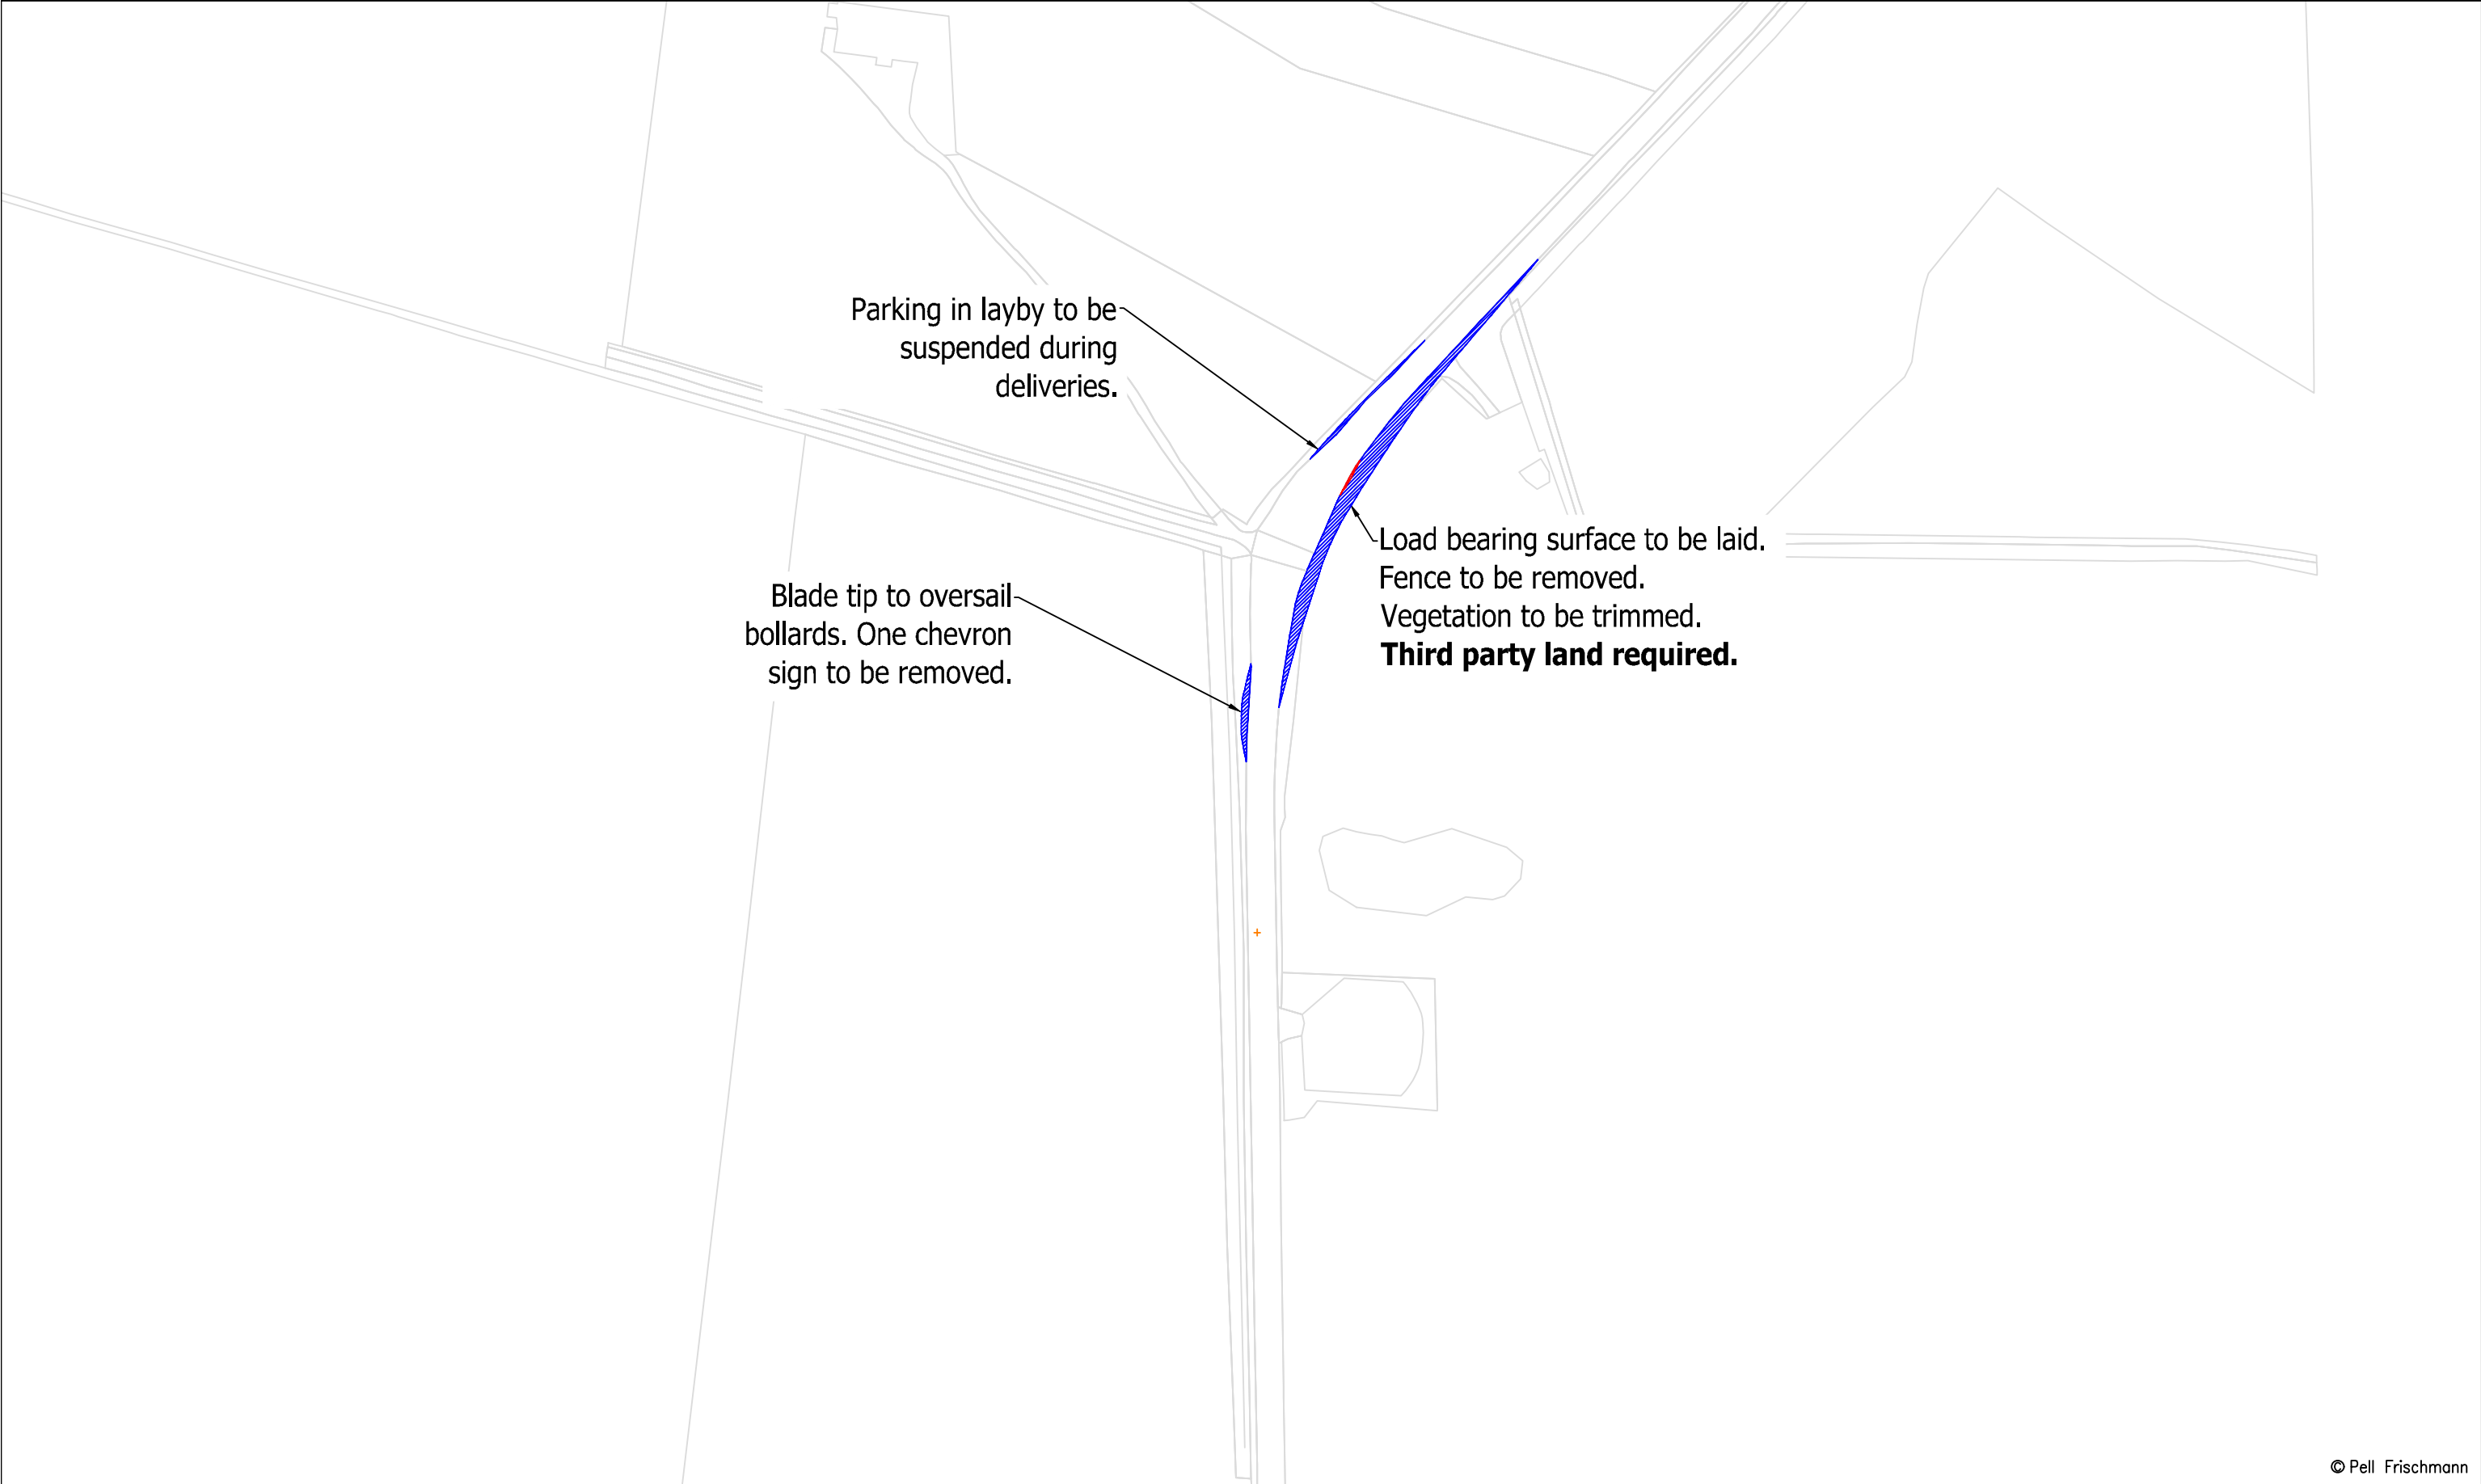 Parking in layby to be
suspended during
deliveries.
Load bearing surface to be laid.
Fence to be removed.
Vegetation to be trimmed.
Third party land required.
Blade tip to oversail
bollards. One chevron
sign to be removed.
© Pell Frischmann